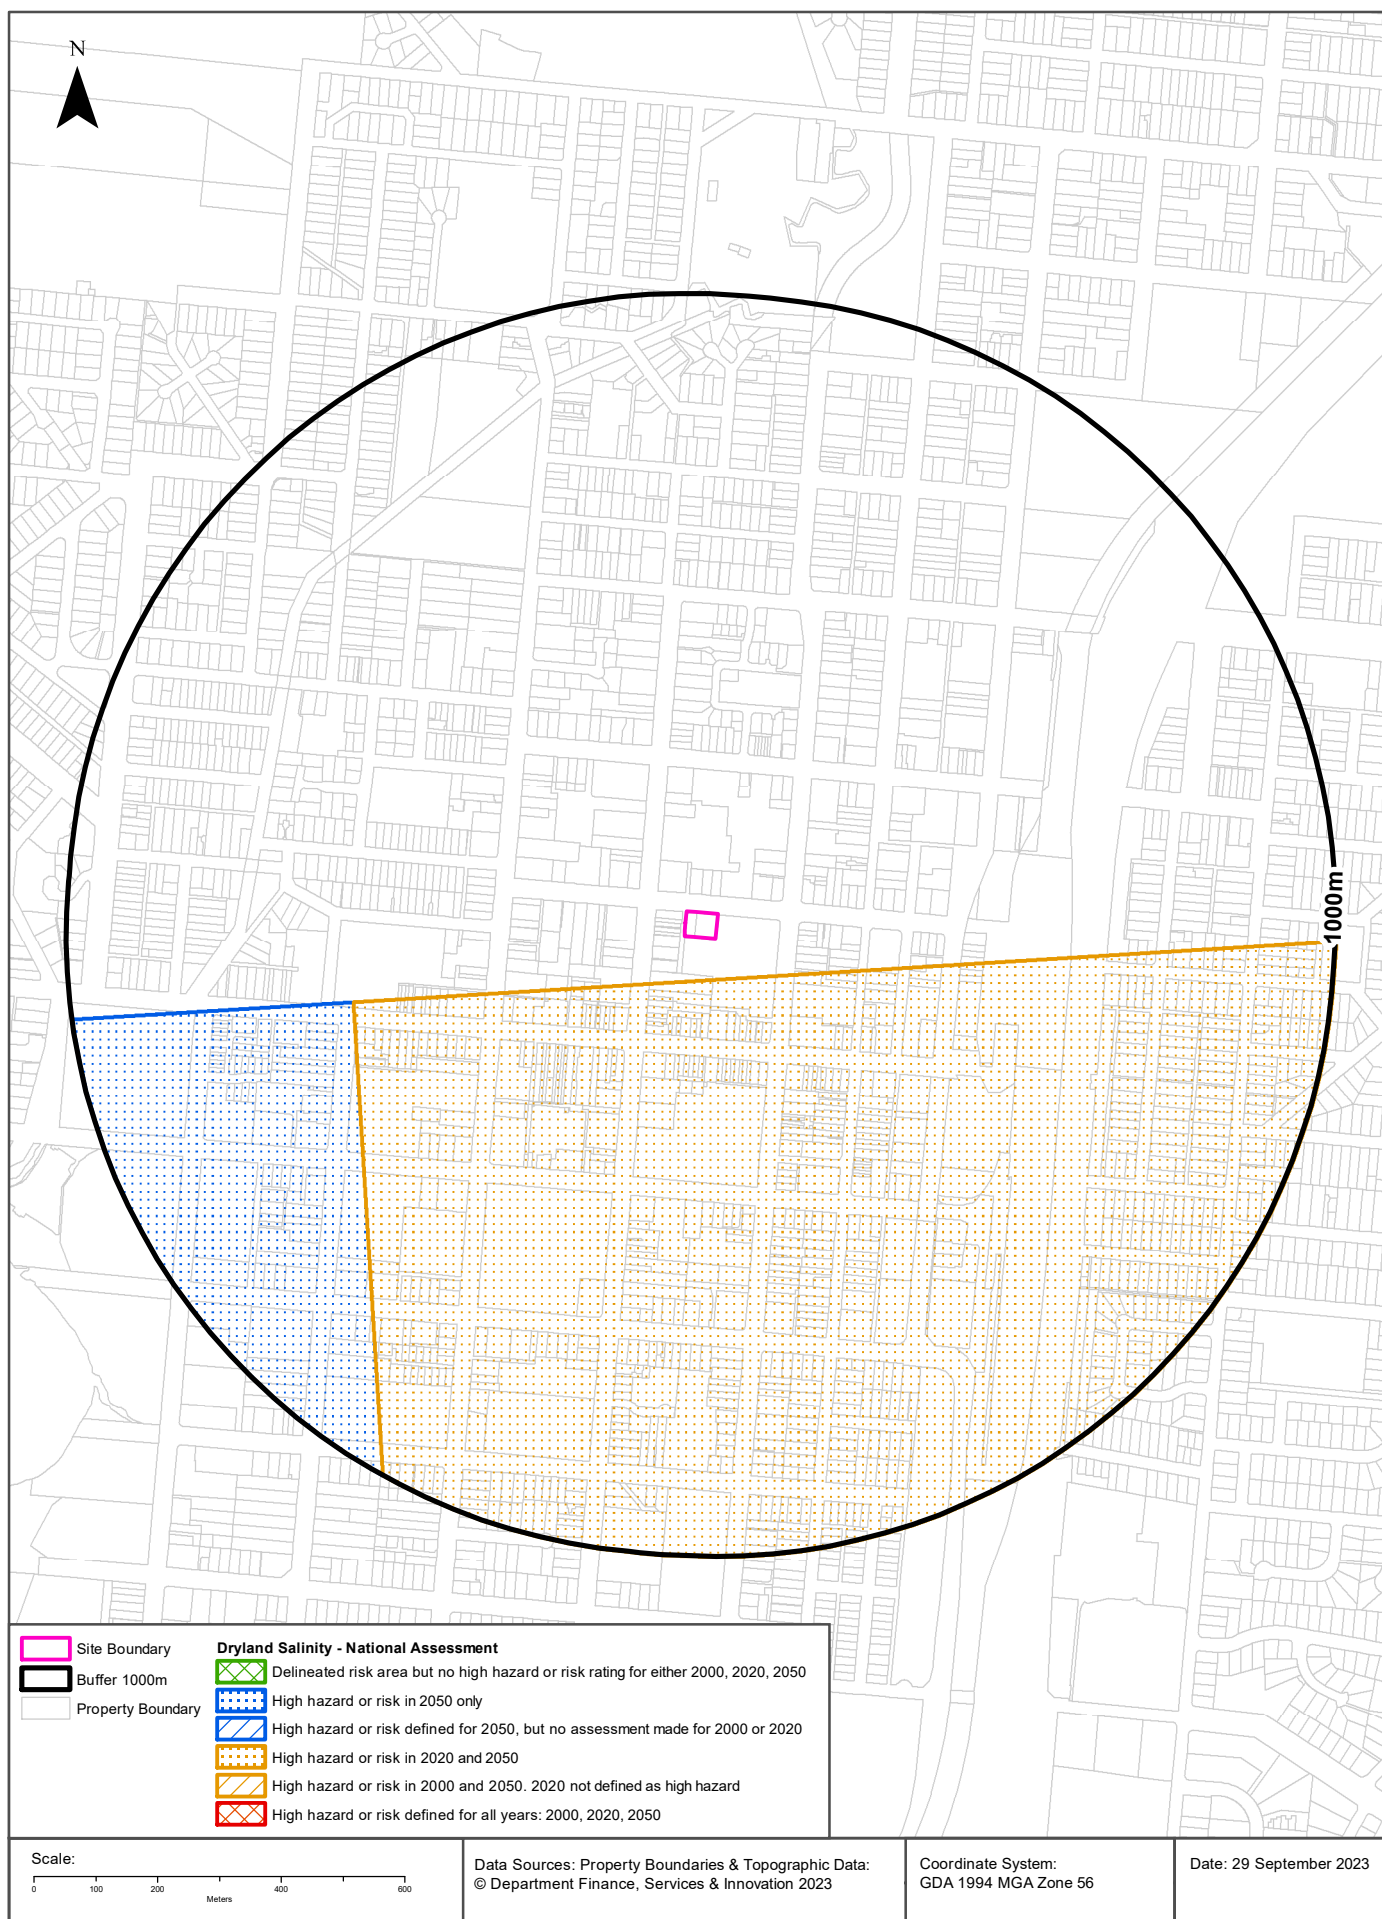 N
1000m
Site Boundary
Buffer 1000m
Property Boundary
Dryland Salinity - National Assessment
Delineated risk area but no high hazard or risk rating for either 2000, 2020, 2050
High hazard or risk in 2050 only
High hazard or risk defined for 2050, but no assessment made for 2000 or 2020
High hazard or risk in 2020 and 2050
High hazard or risk in 2000 and 2050. 2020 not defined as high hazard
High hazard or risk defined for all years: 2000, 2020, 2050
Scale:
0 100 200 400 600
Meters
Data Sources: Property Boundaries & Topographic Data:
© Department Finance, Services & Innovation 2023
Coordinate System:
GDA 1994 MGA Zone 56
Date: 29 September 2023